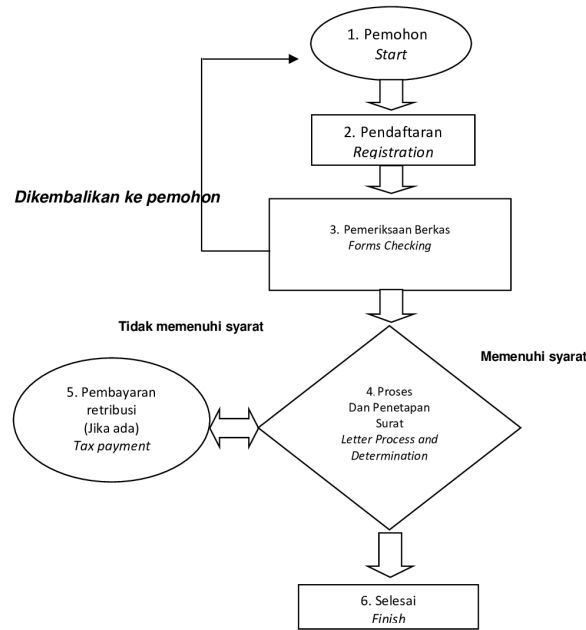 1. Pemohon
Start
2. Pendaftaran
Registration
Dikembalikan ke pemohon
3. Pemeriksaan Berkas
Forms Checking
Tidak memenuhi syarat
Memenuhi syarat
5. Pembayaran
retribusi
(Jika ada)
Tax payment
4. Proses
Dan Penetapan
Surat
Letter Process and
Determination
6. Selesai
Finish